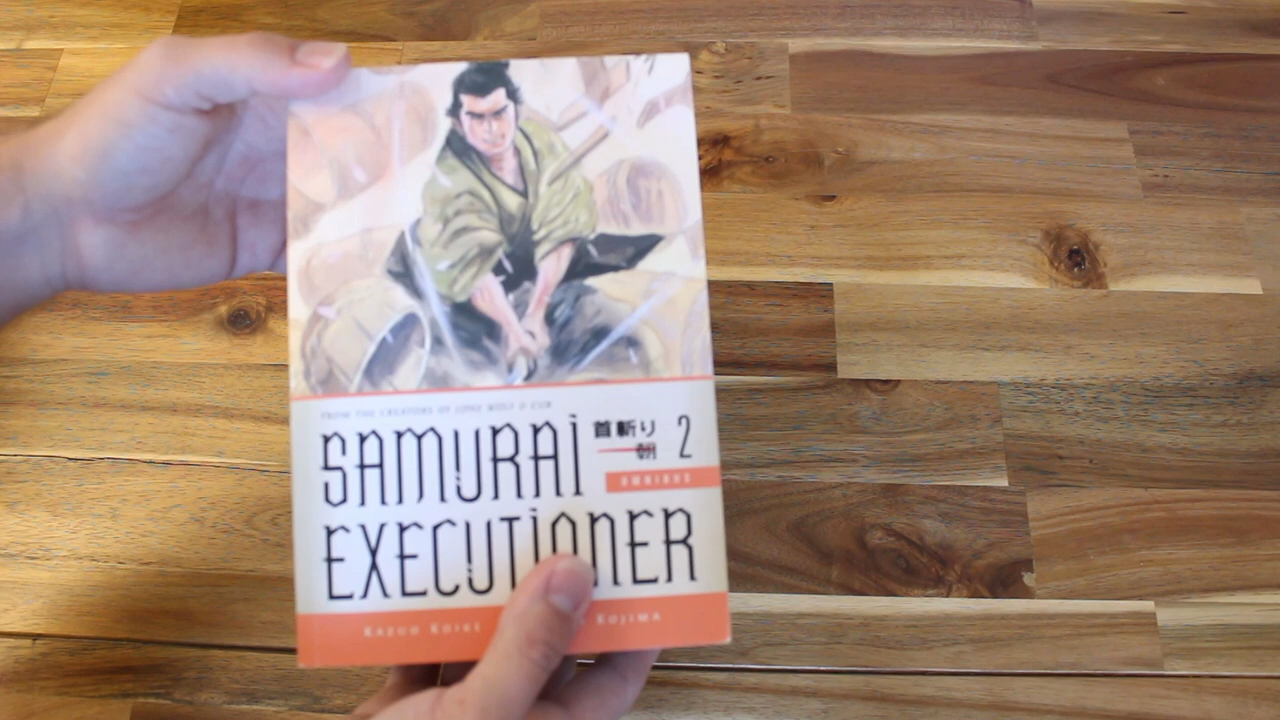 FROM THE CREATORS OF LONE WOLF & CUB
SAMURAI
首斬り
朝
2
OMNIBUS
EXECUTIONER
KAZUO KOIKE
KOJIMA